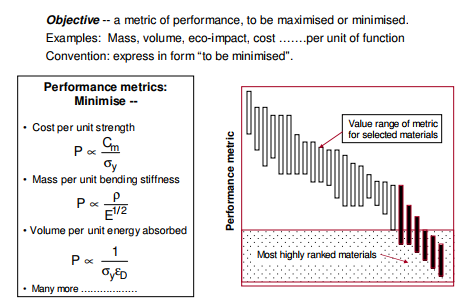 Objective -- a metric of performance, to be maximised or minimised.
Examples: Mass, volume, eco-impact, cost …….per unit of function
Convention: express in form “to be minimised”.
Performance metrics:
Minimise --
• Cost per unit strength
P ∝ Cm / σy
• Mass per unit bending stiffness
P ∝ ρ / E^1/2
• Volume per unit energy absorbed
P ∝ 1 / σyεD
• Many more ………………
Performance metric
Value range of metric
for selected materials
Most highly ranked materials